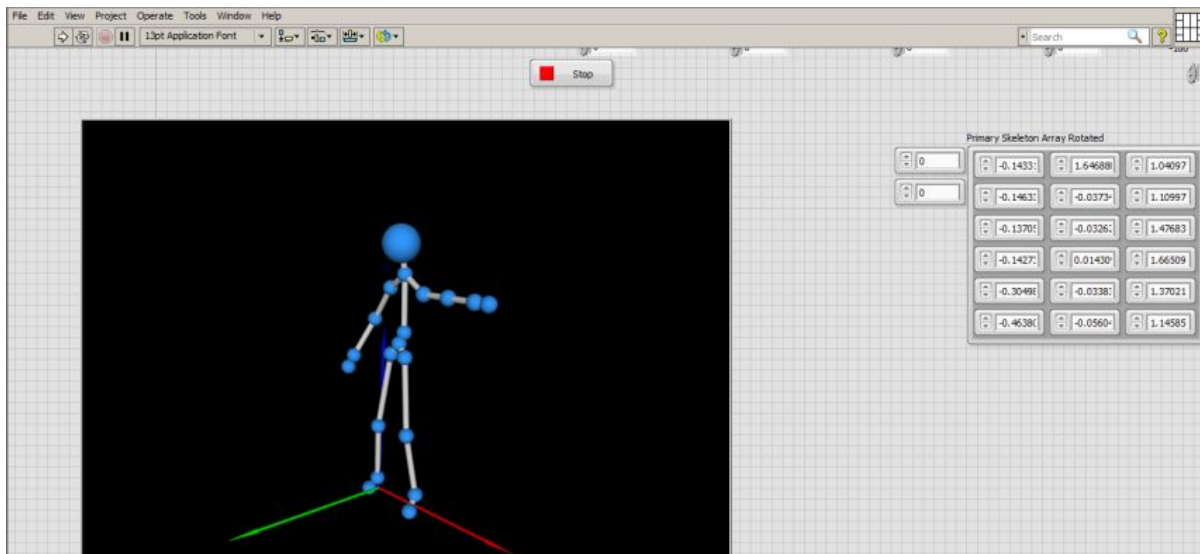 File Edit View Project Operate Tools Window Help
13pt Application Font
Search
Stop
Primary Skeleton Array Rotated
0 -0.1433 1.64688 1.04097
0 -0.1463 -0.0373 1.10997
-0.1370 -0.0326 1.47683
-0.1427 0.0143 1.66509
-0.3049 -0.0338 1.37021
-0.4638 -0.0560 1.14585